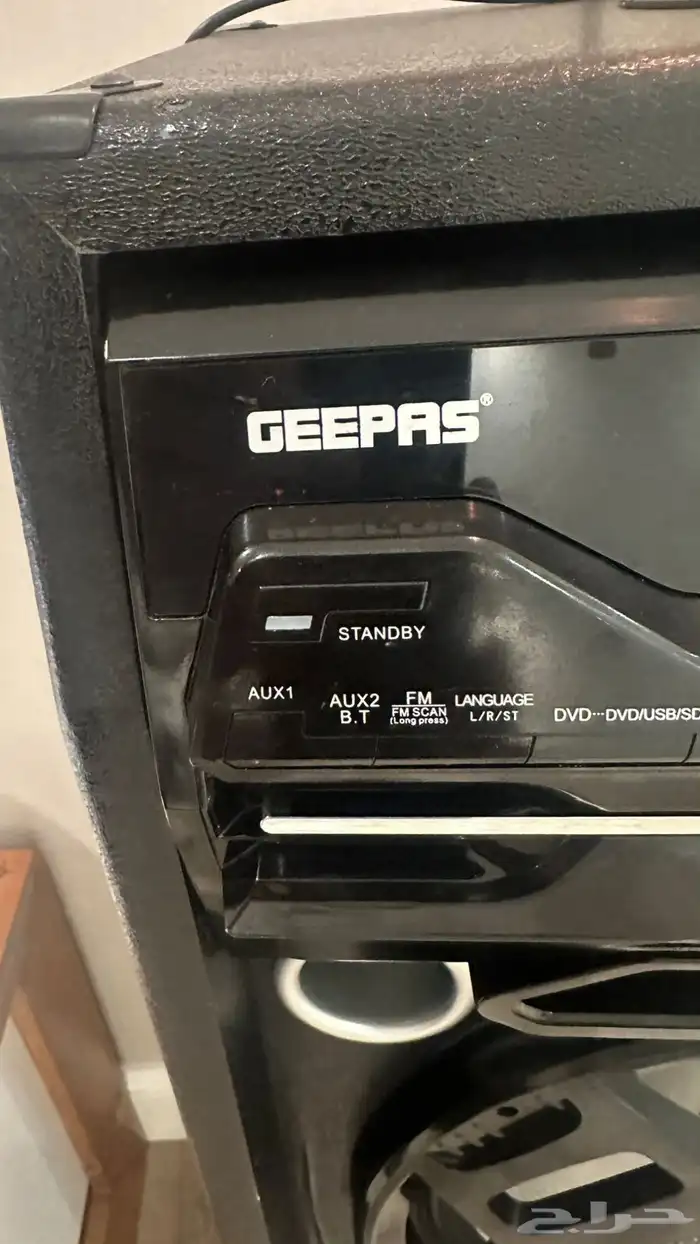 GEEPAS®
STANDBY
AUX1
AUX2
B.T
FM
FM SCAN
(Long press)
LANGUAGE
L/R/ST
DVD···DVD/USB/SD
حراج